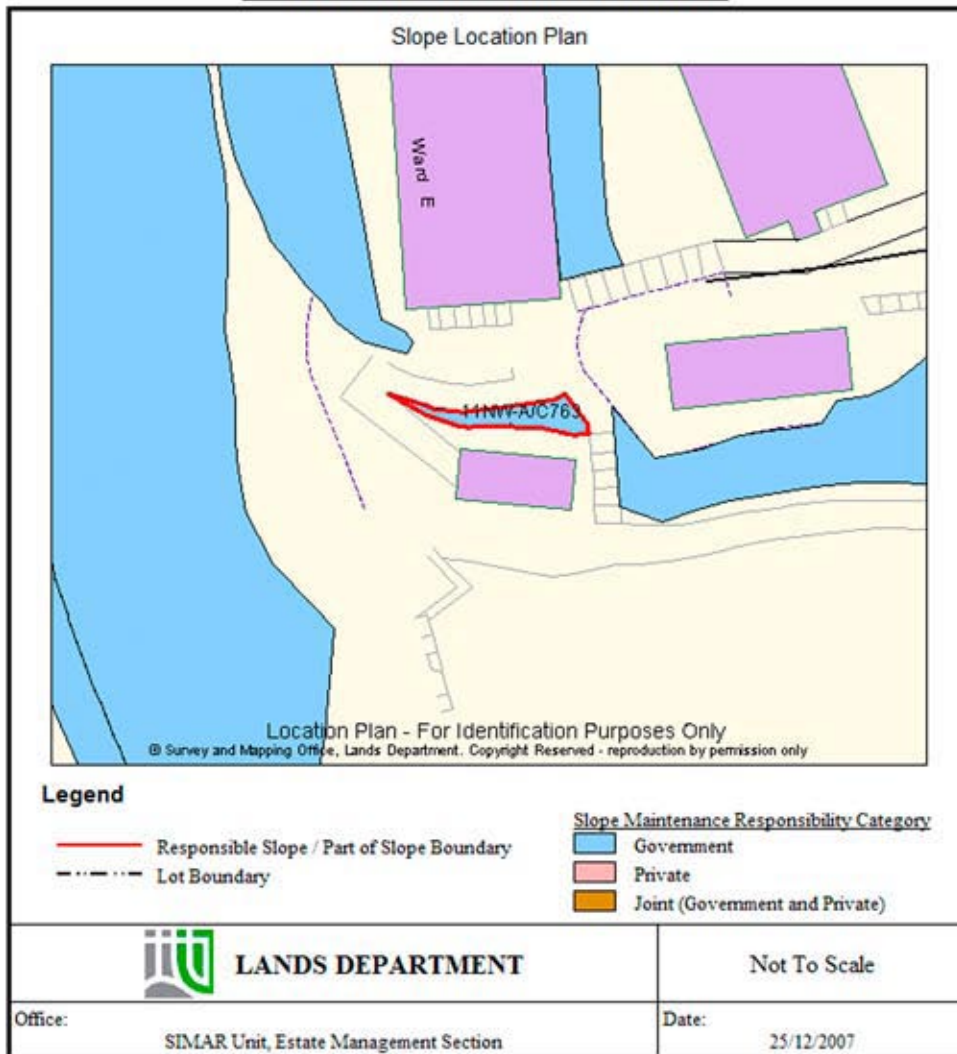 Slope Location Plan
Ward E
11NW-A/C763
Location Plan - For Identification Purposes Only
© Survey and Mapping Office, Lands Department. Copyright Reserved - reproduction by permission only
Legend
Responsible Slope / Part of Slope Boundary
Lot Boundary
Slope Maintenance Responsibility Category
Government
Private
Joint (Government and Private)
LANDS DEPARTMENT
Not To Scale
Office:
SIMAR Unit, Estate Management Section
Date:
25/12/2007